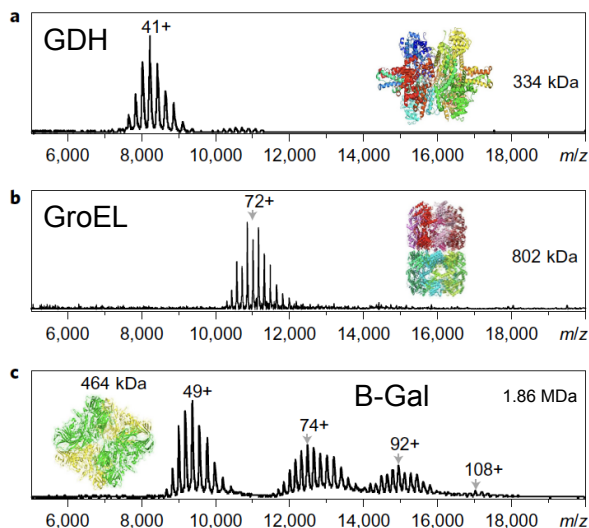 a
GDH
41+
334 kDa
6,000 8,000 10,000 12,000 14,000 16,000 18,000 m/z
b
GroEL
72+
802 kDa
6,000 8,000 10,000 12,000 14,000 16,000 18,000 m/z
c
464 kDa
49+
B-Gal
1.86 MDa
74+
92+
108+
6,000 8,000 10,000 12,000 14,000 16,000 18,000 m/z